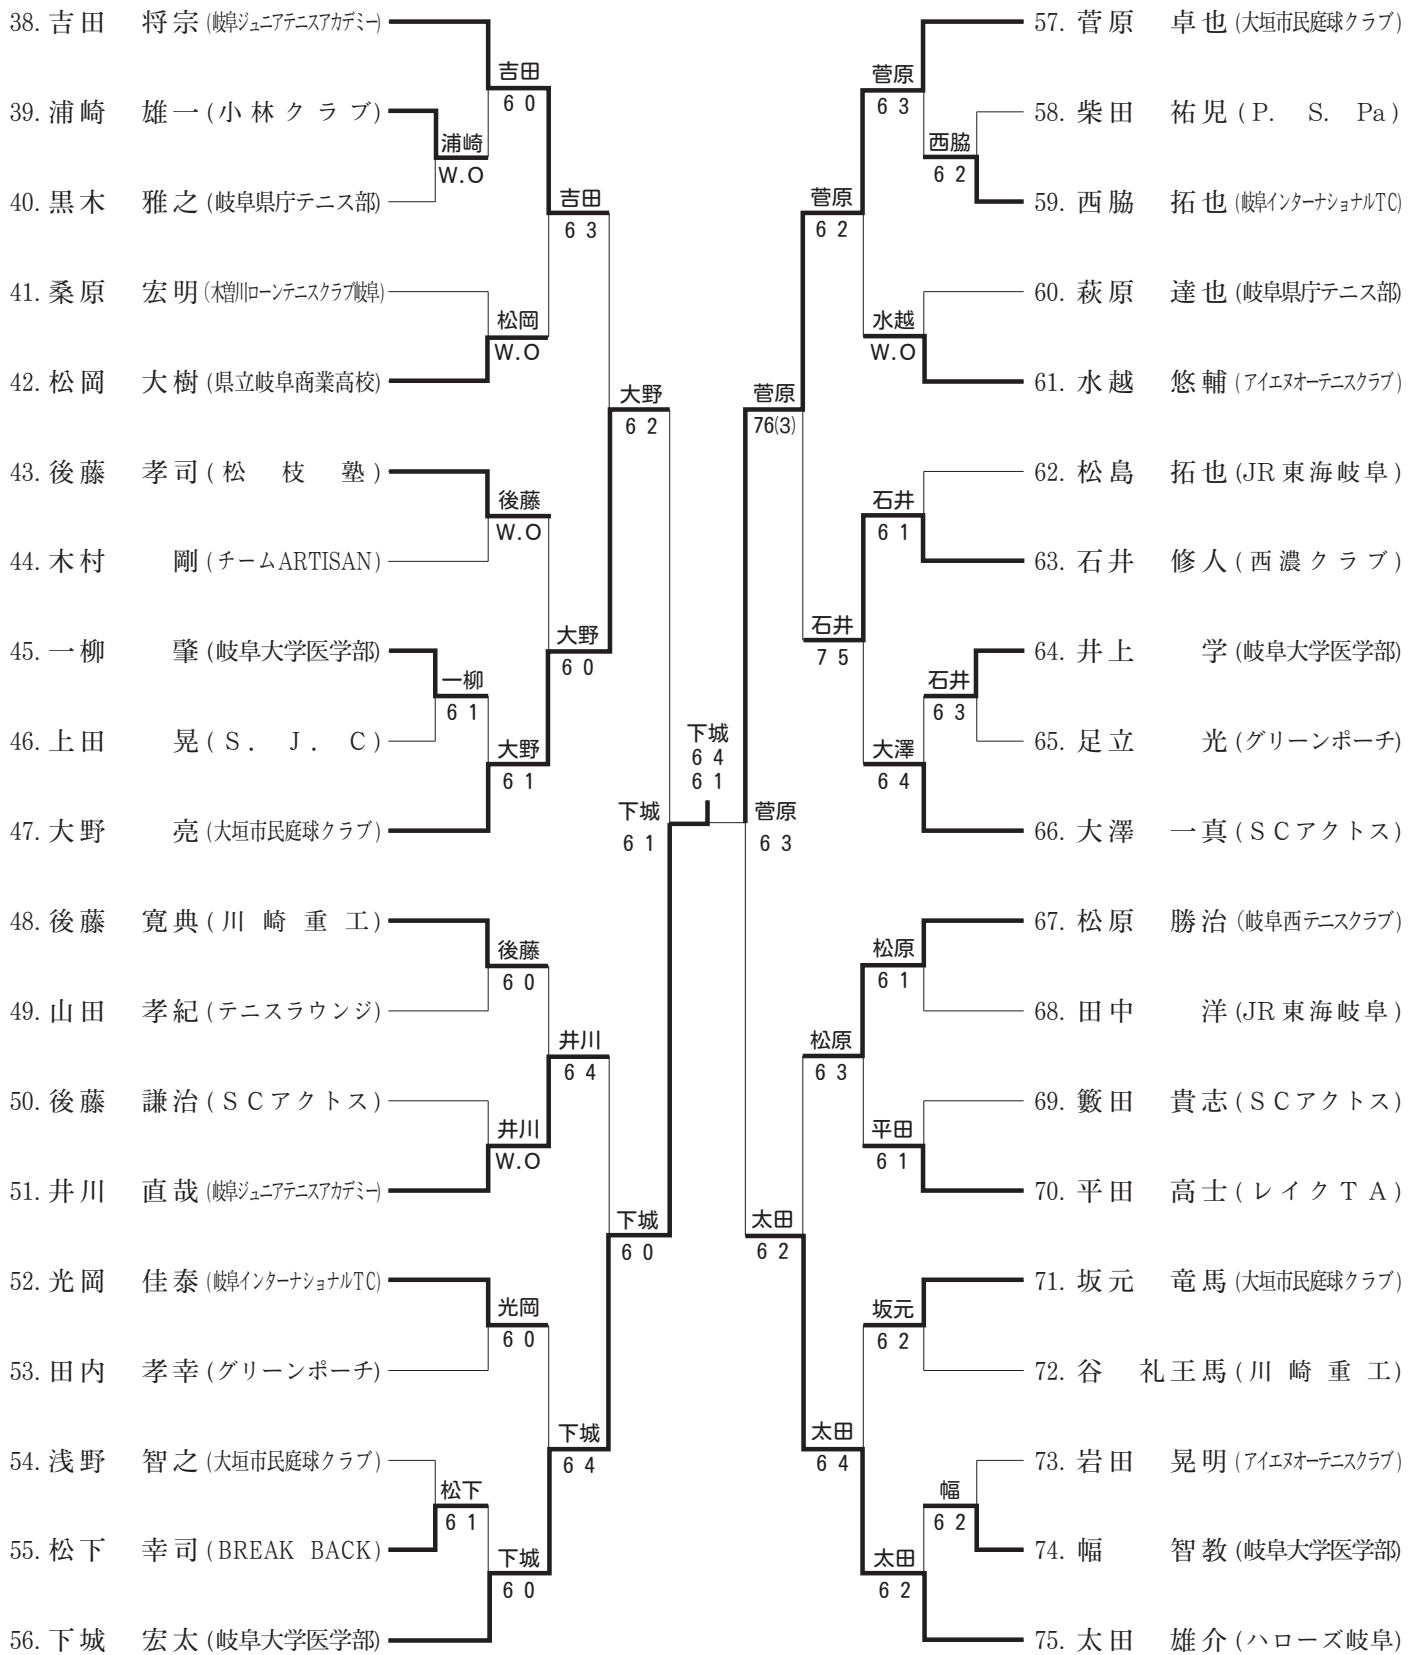 38. 吉田 将宗 (岐阜ジュニアテニスアカデミー)
39. 浦崎 雄一 (小林クラブ)
40. 黒木 雅之 (岐阜県庁テニス部)
41. 桑原 宏明 (木曽川ローンテニスクラブ岐阜)
42. 松岡 大樹 (県立岐阜商業高校)
43. 後藤 孝司 (松枝塾)
44. 木村 剛 (チームARTISAN)
45. 一柳 肇 (岐阜大学医学部)
46. 上田 晃 (S. J. C)
47. 大野 亮 (大垣市民庭球クラブ)
48. 後藤 寛典 (川崎重工)
49. 山田 孝紀 (テニスラウンジ)
50. 後藤 謙治 (SCアクトス)
51. 井川 直哉 (岐阜ジュニアテニスアカデミー)
52. 光岡 佳泰 (岐阜インターナショナルTC)
53. 田内 孝幸 (グリーンポーチ)
54. 浅野 智之 (大垣市民庭球クラブ)
55. 松下 幸司 (BREAK BACK)
56. 下城 宏太 (岐阜大学医学部)
浦崎
W.O
一柳
6 1
松下
6 1
吉田
6 0
松岡
W.O
後藤
W.O
大野
6 1
後藤
6 0
井川
W.O
光岡
6 0
下城
6 0
吉田
6 3
大野
6 0
井川
6 4
下城
6 4
大野
6 2
下城
6 0
下城
6 1
下城
6 4
6 1
菅原
6 3
菅原
76(3)
太田
6 2
菅原
6 2
石井
7 5
松原
6 3
太田
6 4
菅原
6 3
水越
W.O
石井
6 1
大澤
6 4
松原
6 1
平田
6 1
坂元
6 2
太田
6 2
西脇
6 2
石井
6 3
幅
6 2
57. 菅原 卓也 (大垣市民庭球クラブ)
58. 柴田 祐児 (P. S. Pa)
59. 西脇 拓也 (岐阜インターナショナルTC)
60. 萩原 達也 (岐阜県庁テニス部)
61. 水越 悠輔 (アイエヌオーテニスクラブ)
62. 松島 拓也 (JR東海岐阜)
63. 石井 修人 (西濃クラブ)
64. 井上 学 (岐阜大学医学部)
65. 足立 光 (グリーンポーチ)
66. 大澤 一真 (SCアクトス)
67. 松原 勝治 (岐阜西テニスクラブ)
68. 田中 洋 (JR東海岐阜)
69. 籔田 貴志 (SCアクトス)
70. 平田 高士 (レイクTA)
71. 坂元 竜馬 (大垣市民庭球クラブ)
72. 谷 礼王馬 (川崎重工)
73. 岩田 晃明 (アイエヌオーテニスクラブ)
74. 幅 智教 (岐阜大学医学部)
75. 太田 雄介 (ハローズ岐阜)